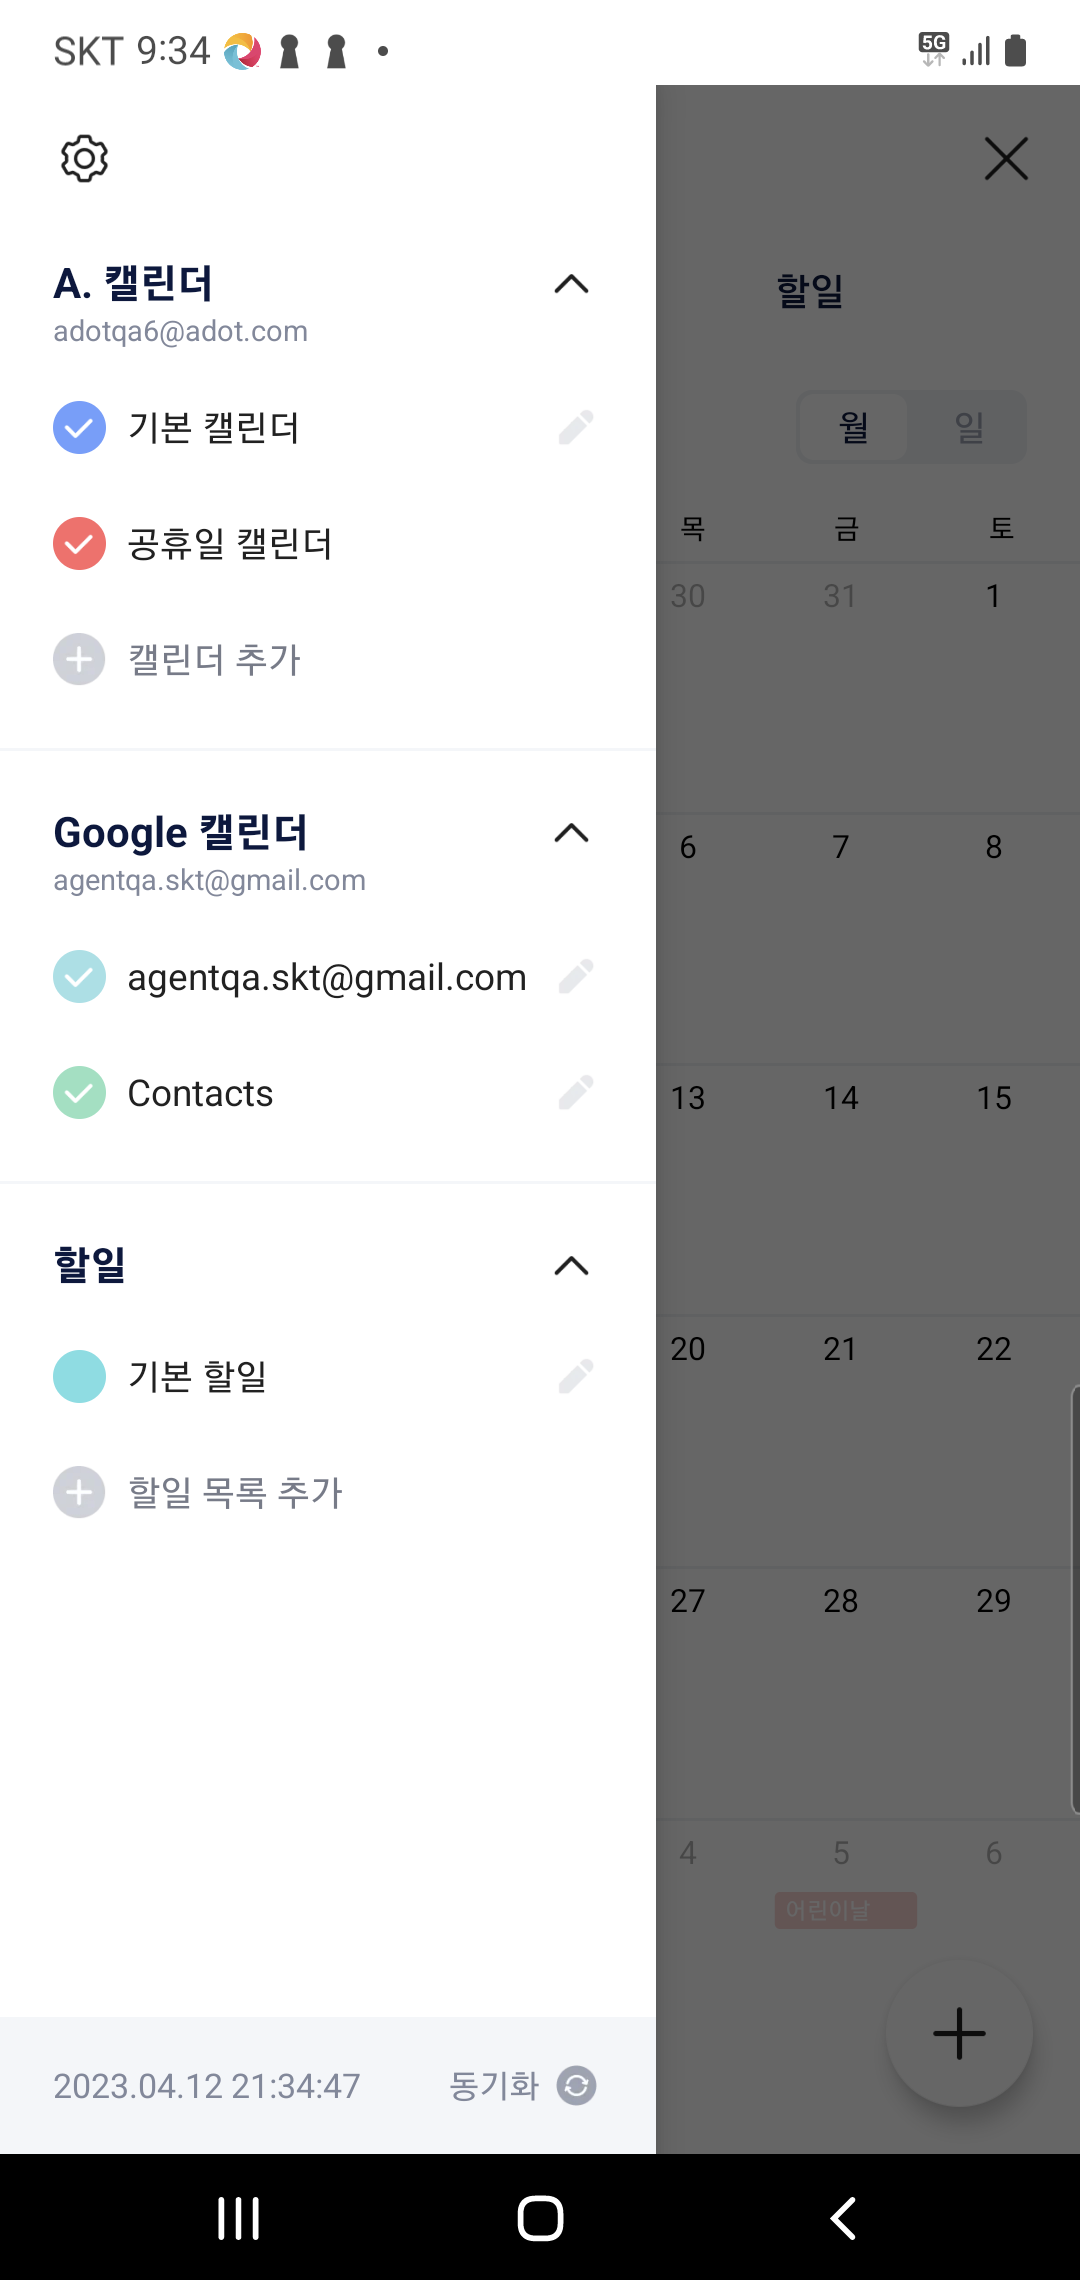 SKT 9:34
5G
A. 캘린더
adotqa6@adot.com
기본 캘린더
공휴일 캘린더
캘린더 추가
Google 캘린더
agentqa.skt@gmail.com
agentqa.skt@gmail.com
Contacts
할일
기본 할일
할일 목록 추가
2023.04.12 21:34:47 동기화
할일
월 일
목 금 토
30 31 1
6 7 8
13 14 15
20 21 22
27 28 29
4 5 6
어린이날